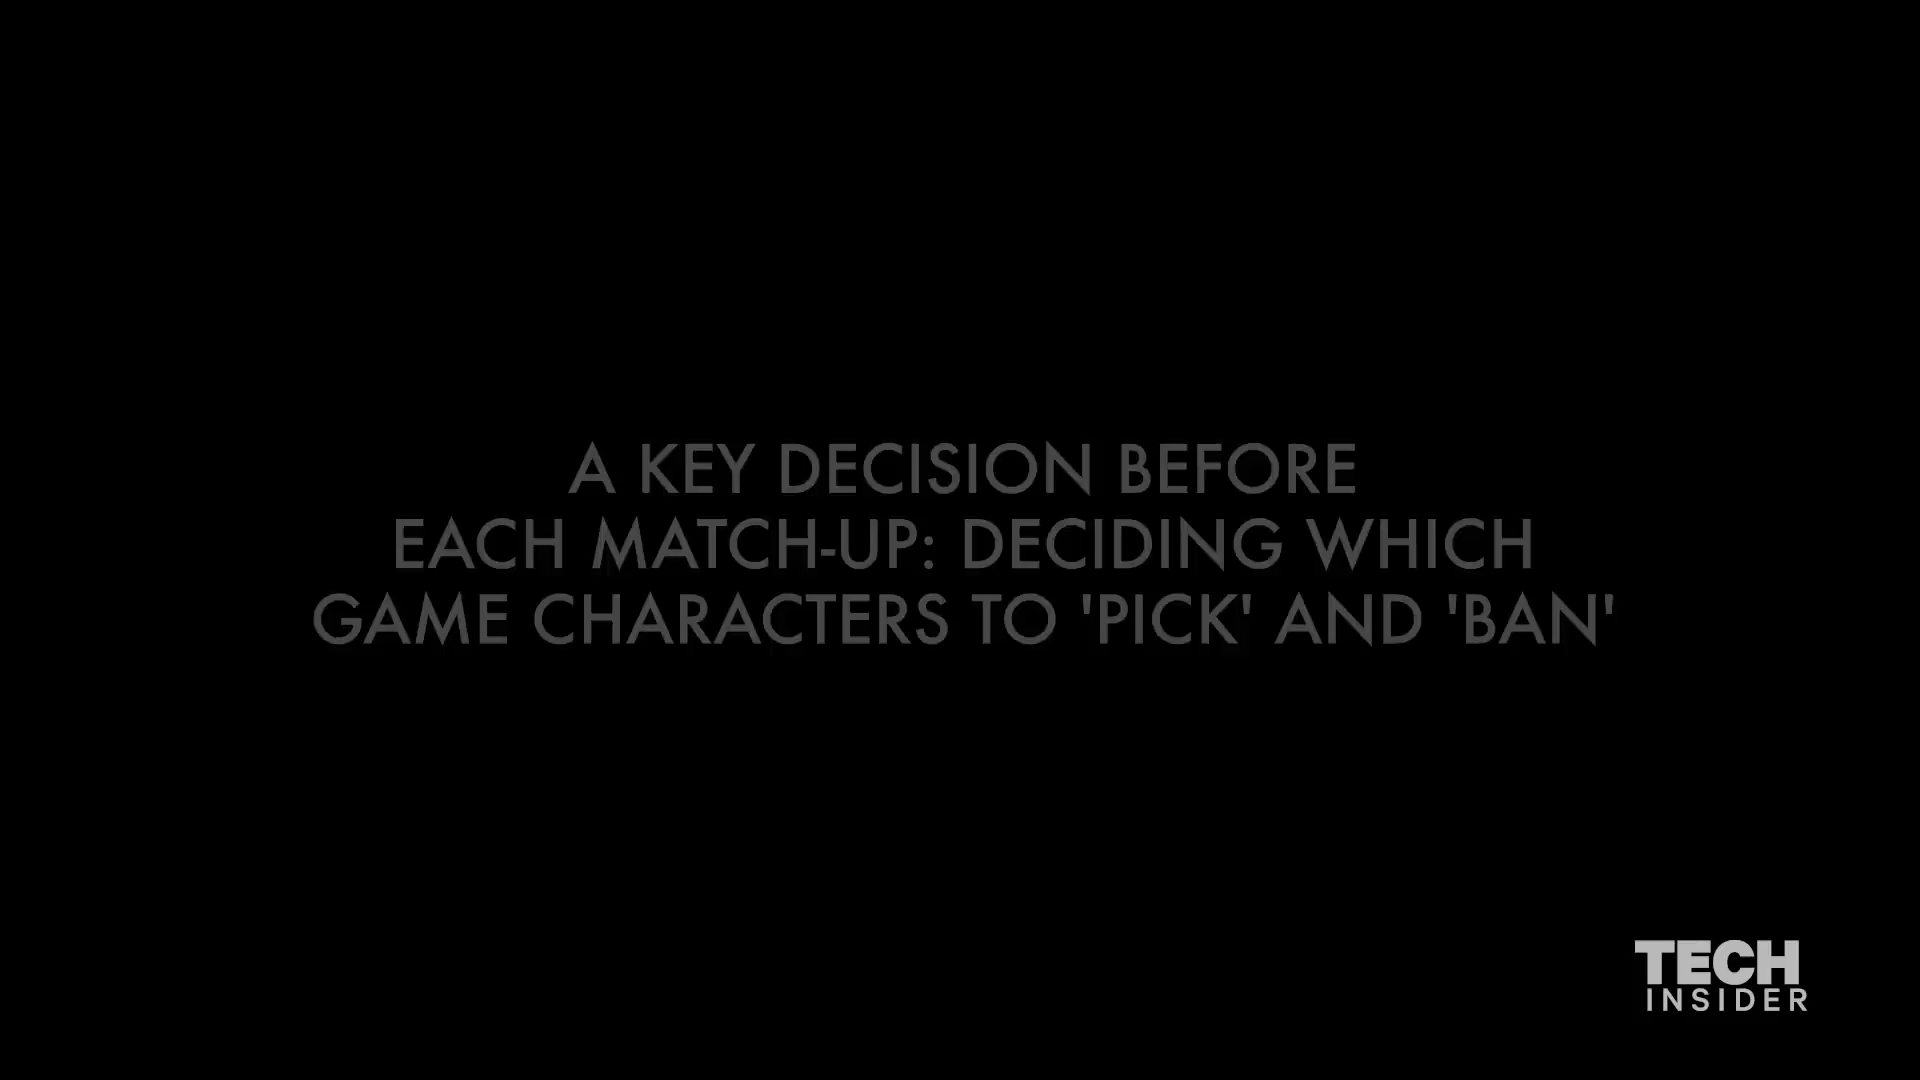 A KEY DECISION BEFORE
EACH MATCH-UP: DECIDING WHICH
GAME CHARACTERS TO 'PICK' AND 'BAN'
TECH
INSIDER